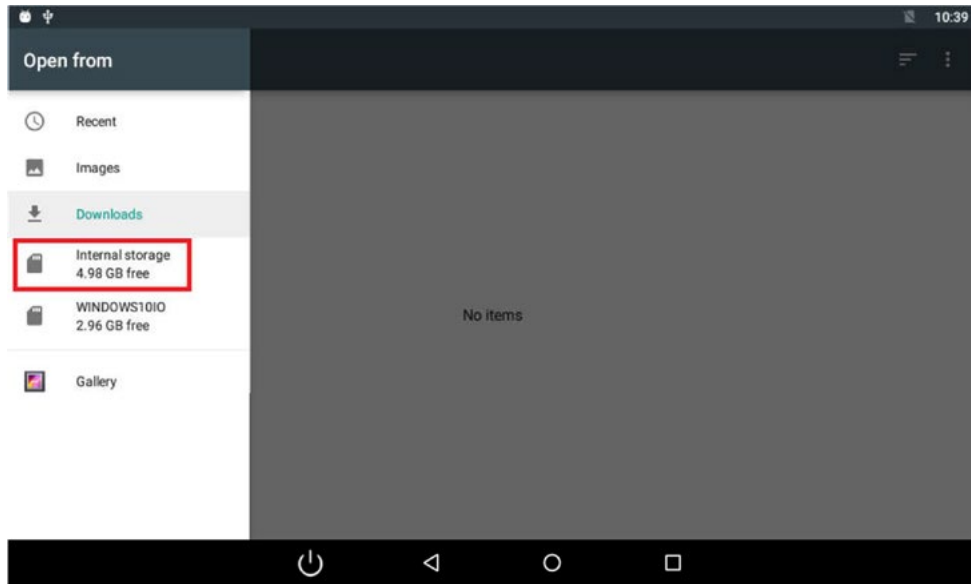 10:39
Open from
Recent
Images
Downloads
Internal storage
4.98 GB free
WINDOWS10IO
2.96 GB free
No items
Gallery